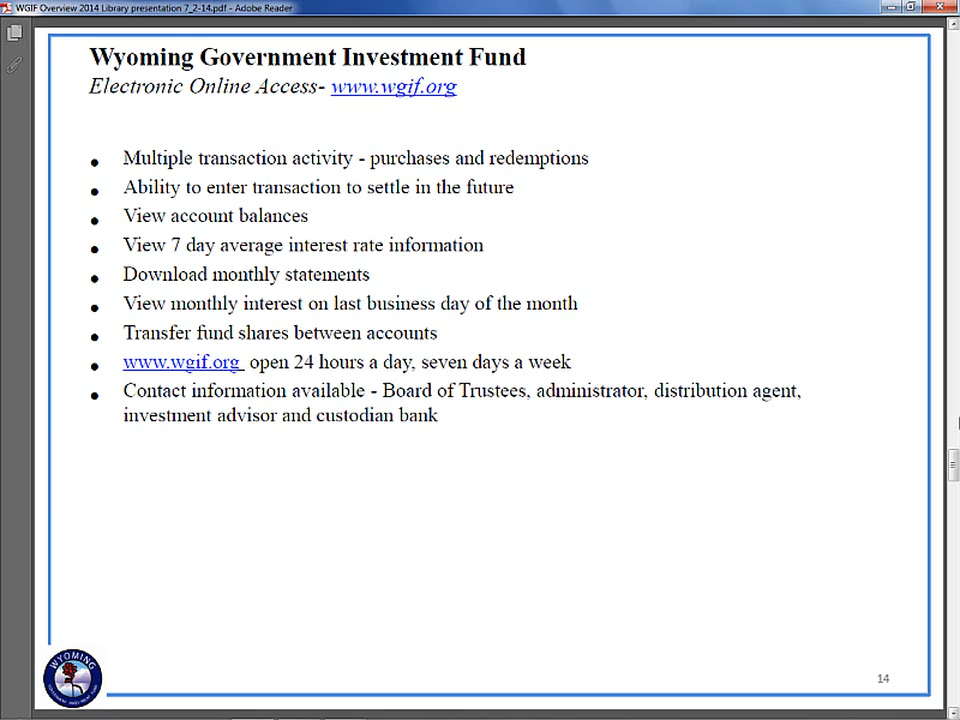 WGIF Overview 2014 Library presentation 7_2-14.pdf - Adobe Reader
Wyoming Government Investment Fund
Electronic Online Access- www.wgif.org
• Multiple transaction activity - purchases and redemptions
• Ability to enter transaction to settle in the future
• View account balances
• View 7 day average interest rate information
• Download monthly statements
• View monthly interest on last business day of the month
• Transfer fund shares between accounts
• www.wgif.org open 24 hours a day, seven days a week
• Contact information available - Board of Trustees, administrator, distribution agent,
investment advisor and custodian bank
WYOMING
14